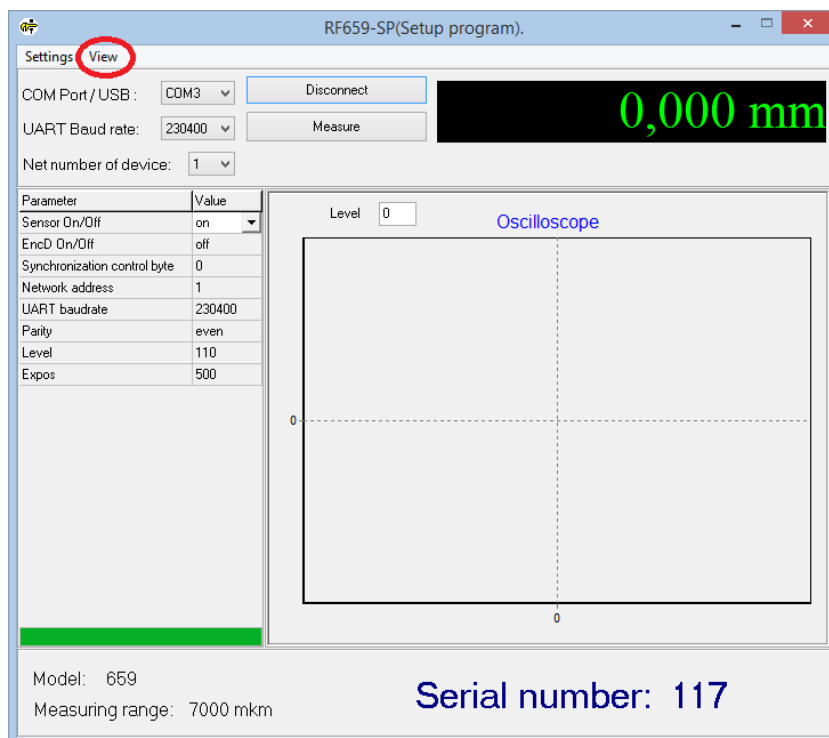 RF659-SP(Setup program).
Settings View
COM Port / USB : COM3 Disconnect
0,000 mm
UART Baud rate: 230400 Measure
Net number of device: 1
Parameter Value
Sensor On/Off on
EncD On/Off off
Synchronization control byte 0
Network address 1
UART baudrate 230400
Parity even
Level 110
Expos 500
Level 0
Oscilloscope
0
0
Model: 659
Measuring range: 7000 mkm
Serial number: 117